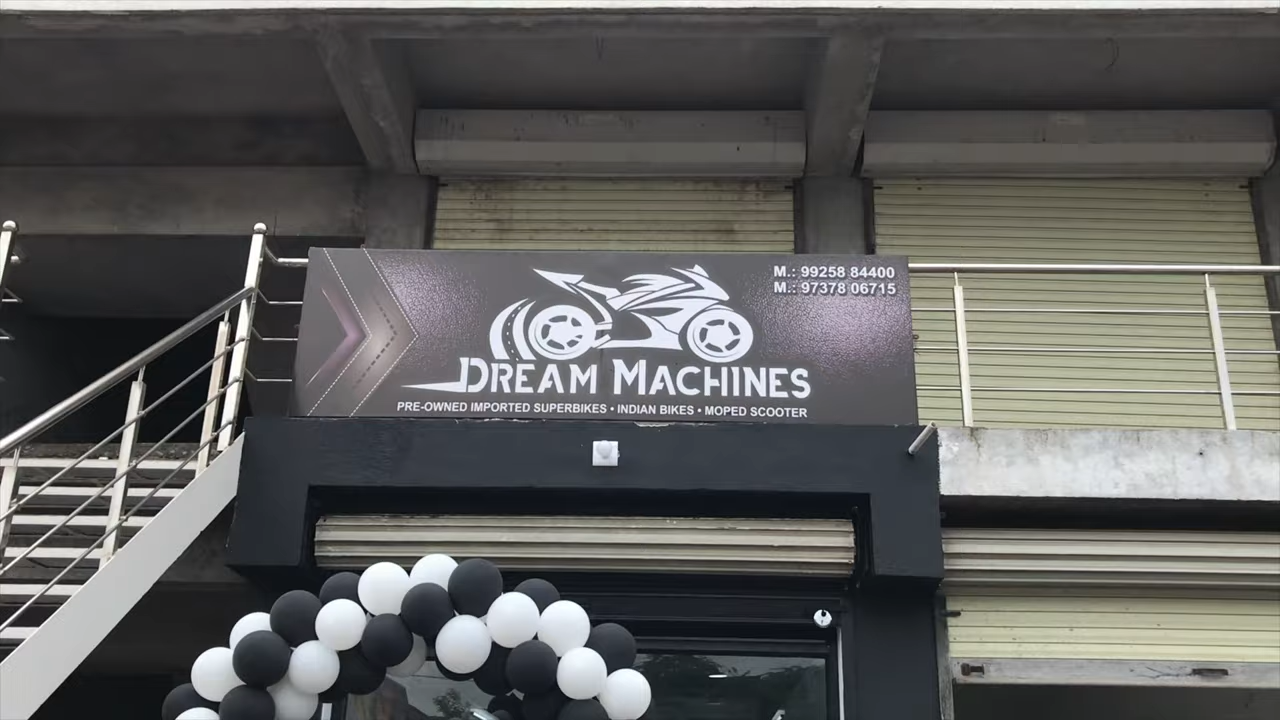 M.: 99258 84400
M.: 97378 06715
DREAM MACHINES
PRE-OWNED IMPORTED SUPERBIKES • INDIAN BIKES • MOPED SCOOTER